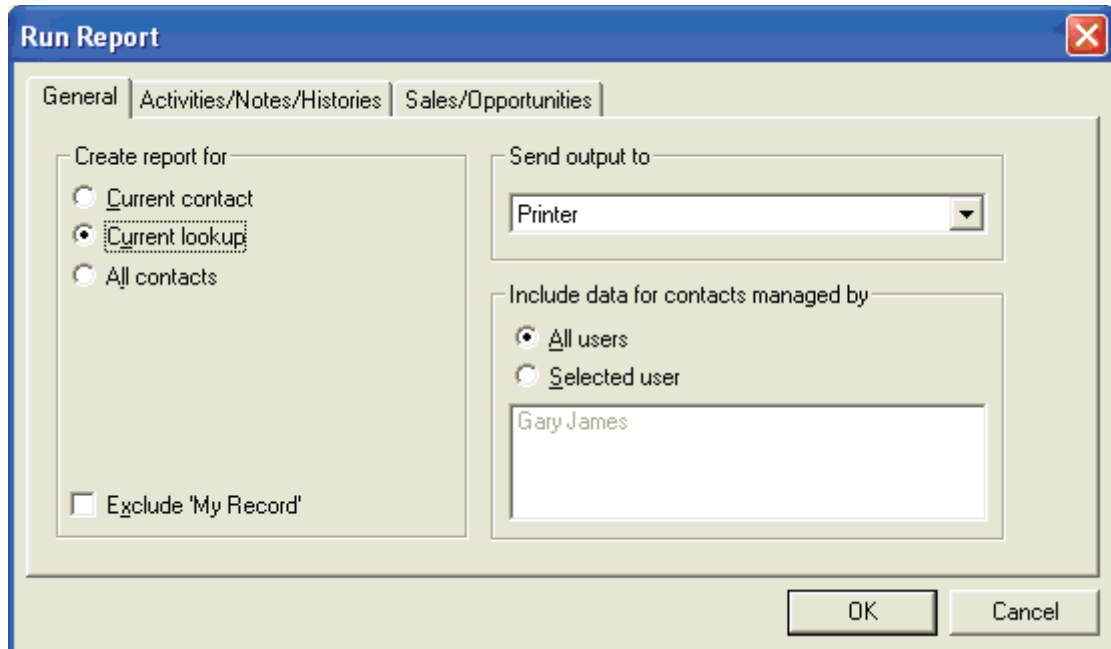 Run Report
General
Activities/Notes/Histories
Sales/Opportunities
Create report for
Current contact
Current lookup
All contacts
Exclude 'My Record'
Send output to
Printer
Include data for contacts managed by
All users
Selected user
Gary James
OK
Cancel